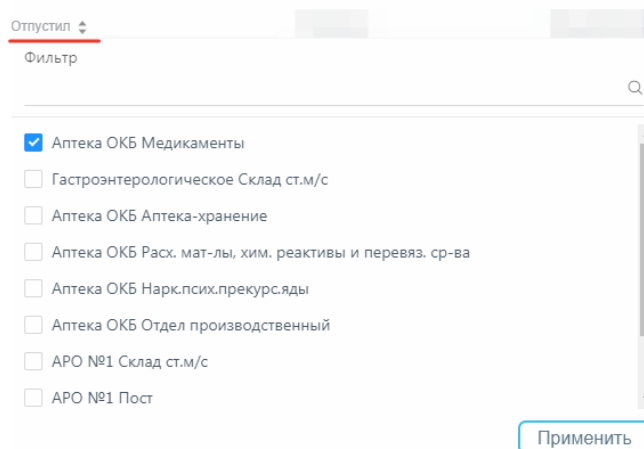 Отпустил
Фильтр
Аптека ОКБ Медикаменты
Гастроэнтерологическое Склад ст.м/с
Аптека ОКБ Аптека-хранение
Аптека ОКБ Расх. мат-лы, хим. реактивы и перевяз. ср-ва
Аптека ОКБ Нарк.псих.прекурс.яды
Аптека ОКБ Отдел производственный
АРО №1 Склад ст.м/с
АРО №1 Пост
Применить